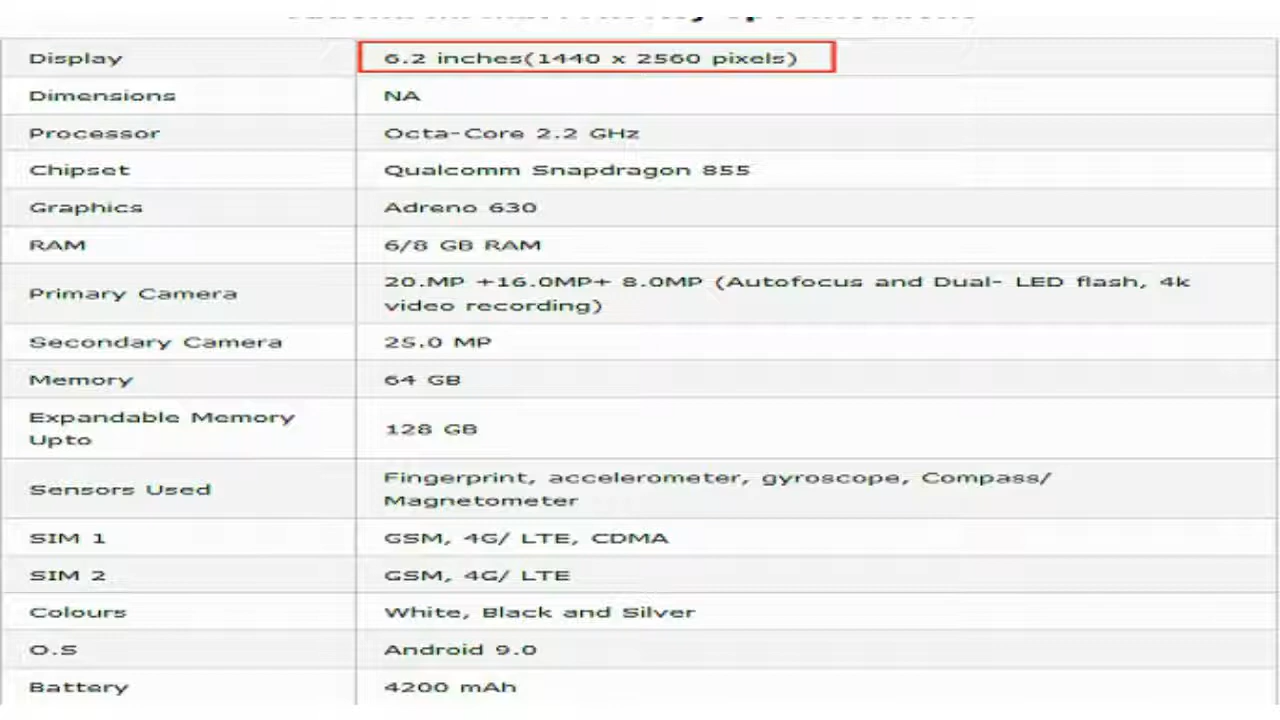 Display 6.2 inches(1440 x 2560 pixels)
Dimensions NA
Processor Octa-Core 2.2 GHz
Chipset Qualcomm Snapdragon 855
Graphics Adreno 630
RAM 6/8 GB RAM
Primary Camera 20.MP +16.0MP+ 8.0MP (Autofocus and Dual- LED flash, 4k
video recording)
Secondary Camera 25.0 MP
Memory 64 GB
Expandable Memory
Upto 128 GB
Sensors Used Fingerprint, accelerometer, gyroscope, Compass/
Magnetometer
SIM 1 GSM, 4G/ LTE, CDMA
SIM 2 GSM, 4G/ LTE
Colours White, Black and Silver
O.S Android 9.0
Battery 4200 mAh